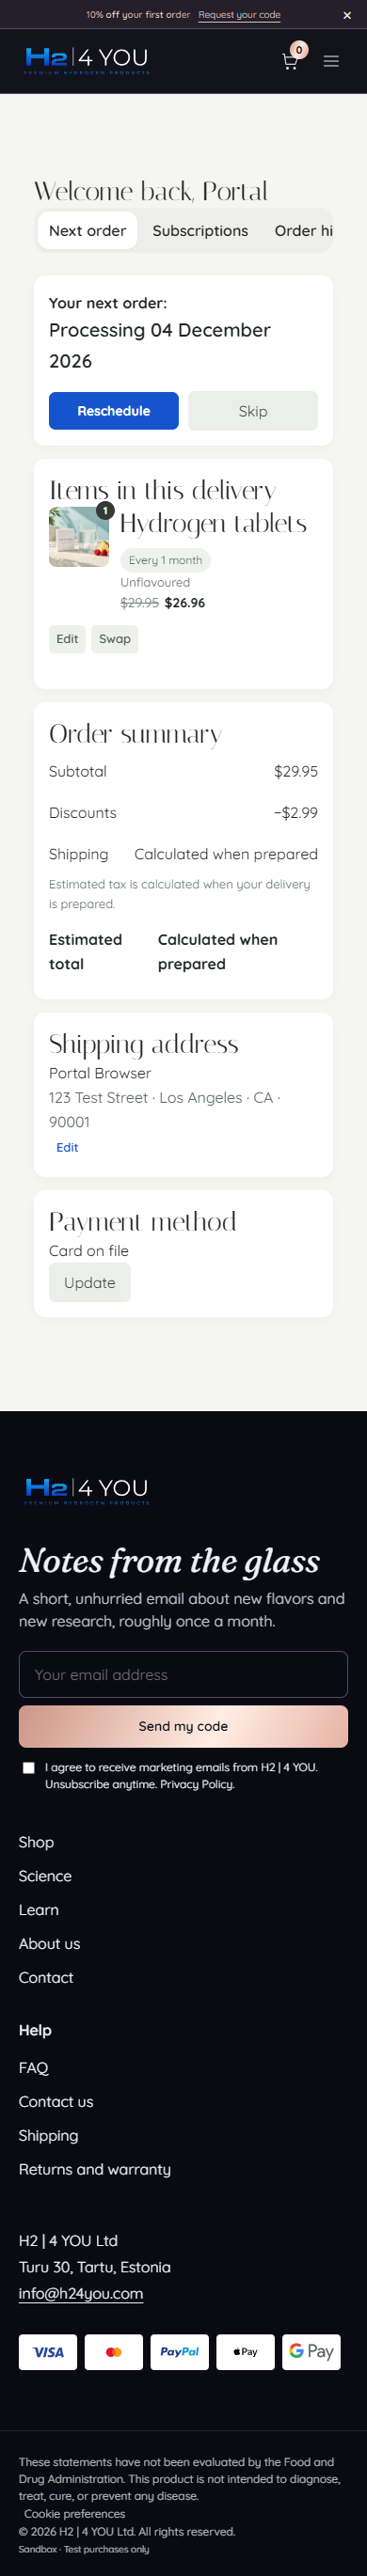 10% off your first order Request your code ×
H2|4 YOU
PREMIUM HYDROGEN PRODUCTS
0
Welcome back, Portal
Next order Subscriptions Order hi
Your next order:
Processing 04 December
2026
Reschedule Skip
Items in this delivery
1
Hydrogen tablets
Every 1 month
Unflavoured
$29.95 $26.96
Edit Swap
Order summary
Subtotal $29.95
Discounts −$2.99
Shipping Calculated when prepared
Estimated tax is calculated when your delivery
is prepared.
Estimated Calculated when
total prepared
Shipping address
Portal Browser
123 Test Street · Los Angeles · CA ·
90001
Edit
Payment method
Card on file
Update
H2|4 YOU
PREMIUM HYDROGEN PRODUCTS
Notes from the glass
A short, unhurried email about new flavors and
new research, roughly once a month.
Your email address
Send my code
I agree to receive marketing emails from H2 | 4 YOU.
Unsubscribe anytime. Privacy Policy.
Shop
Science
Learn
About us
Contact
Help
FAQ
Contact us
Shipping
Returns and warranty
H2 | 4 YOU Ltd
Turu 30, Tartu, Estonia
info@h24you.com
VISA PayPal Pay G Pay
These statements have not been evaluated by the Food and
Drug Administration. This product is not intended to diagnose,
treat, cure, or prevent any disease.
Cookie preferences
© 2026 H2 | 4 YOU Ltd. All rights reserved.
Sandbox · Test purchases only